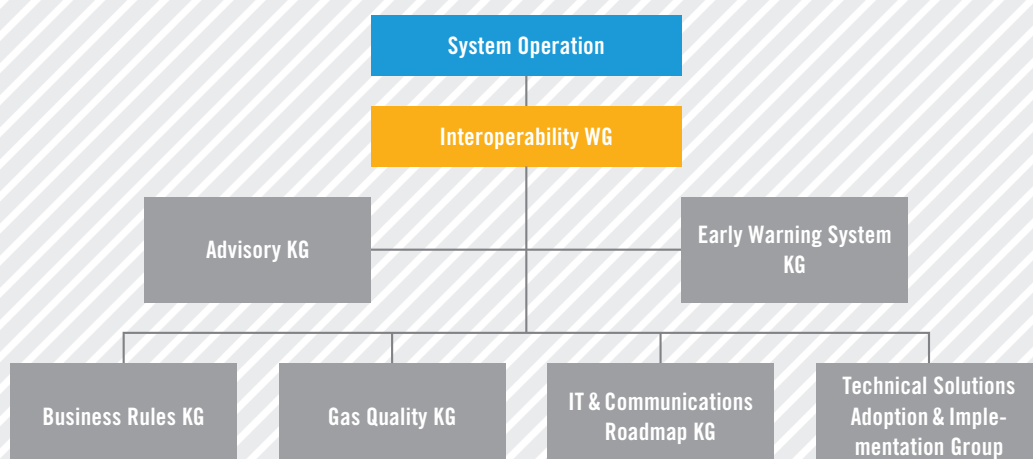 System Operation
Interoperability WG
Advisory KG
Early Warning System
KG
Business Rules KG
Gas Quality KG
IT & Communications
Roadmap KG
Technical Solutions
Adoption & Imple-
mentation Group